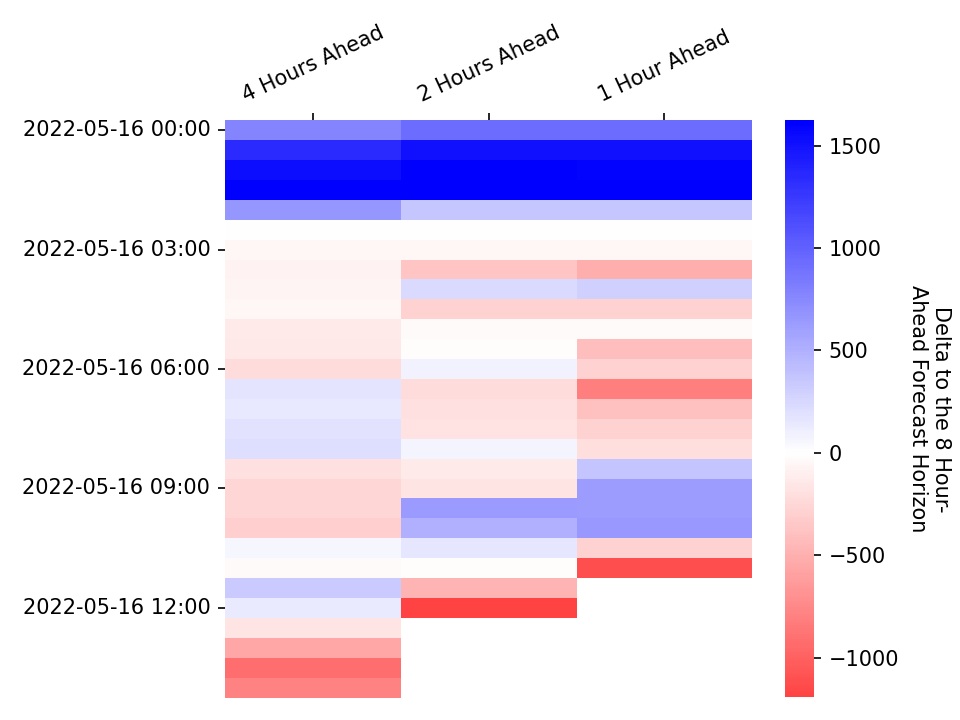 4 Hours Ahead
2 Hours Ahead
1 Hour Ahead
2022-05-16 00:00
2022-05-16 03:00
2022-05-16 06:00
2022-05-16 09:00
2022-05-16 12:00
1500
1000
500
0
−500
−1000
Delta to the 8 Hour-
Ahead Forecast Horizon